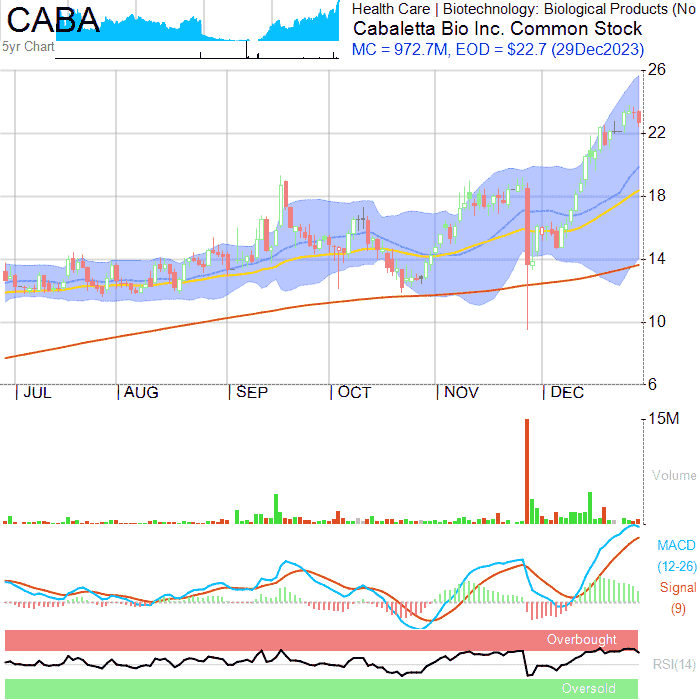 CABA
5yr Chart
Health Care | Biotechnology: Biological Products (No
Cabaletta Bio Inc. Common Stock
MC = 972.7M, EOD = $22.7 (29Dec2023)
26
22
18
14
10
6
JUL AUG SEP OCT NOV DEC
15M
Volume
MACD
(12-26)
Signal
(9)
Overbought
RSI(14)
Oversold